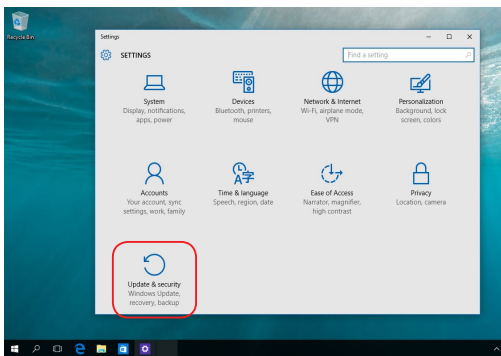 Recycle Bin
Settings
SETTINGS
Find a setting
System
Display, notifications,
apps, power
Devices
Bluetooth, printers,
mouse
Network & Internet
Wi-Fi, airplane mode,
VPN
Personalization
Background, lock
screen, colors
Accounts
Your account, sync
settings, work, family
Time & language
Speech, region, date
Ease of Access
Narrator, magnifier,
high contrast
Privacy
Location, camera
Update & security
Windows Update,
recovery, backup